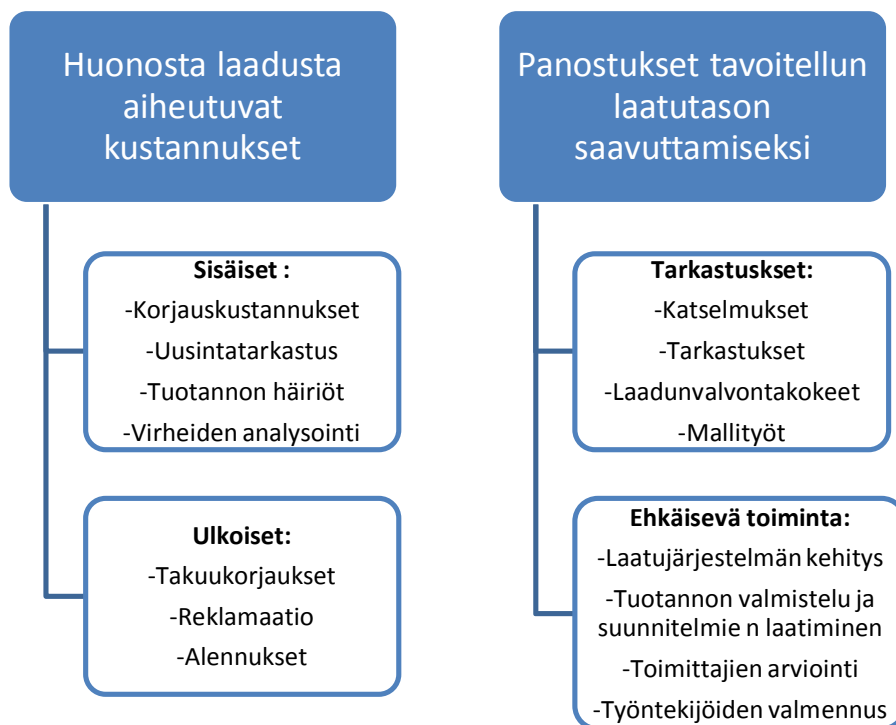 Huonosta laadusta
aiheutuvat
kustannukset
Sisäiset :
-Korjauskustannukset
-Uusintatarkastus
-Tuotannon häiriöt
-Virheiden analysointi
Ulkoiset:
-Takuukorjaukset
-Reklamaatio
-Alennukset
Panostukset tavoitellun
laatutason
saavuttamiseksi
Tarkastuskset:
-Katselmukset
-Tarkastukset
-Laadunvalvontakokeet
-Mallityöt
Ehkäisevä toiminta:
-Laatujärjestelmän kehitys
-Tuotannon valmistelu ja
suunnitelmie n laatiminen
-Toimittajien arviointi
-Työntekijöiden valmennus